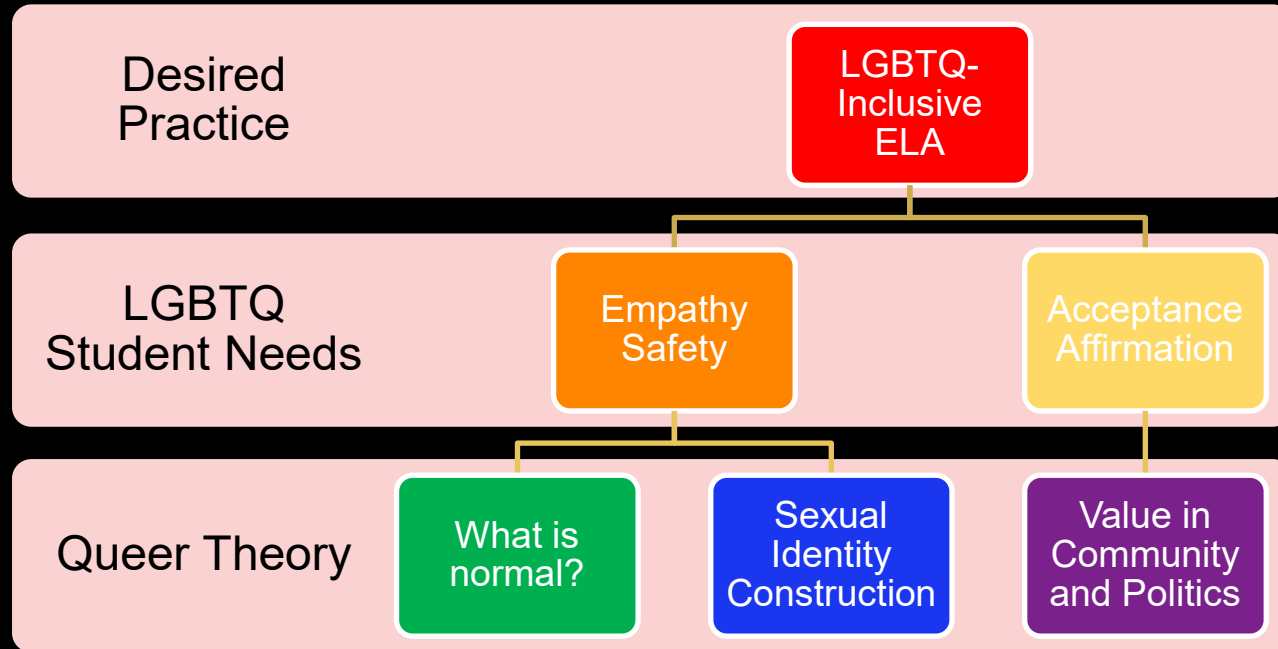 Desired
Practice
LGBTQ-
Inclusive
ELA
LGBTQ
Student Needs
Empathy
Safety
Acceptance
Affirmation
Queer Theory
What is
normal?
Sexual
Identity
Construction
Value in
Community
and Politics